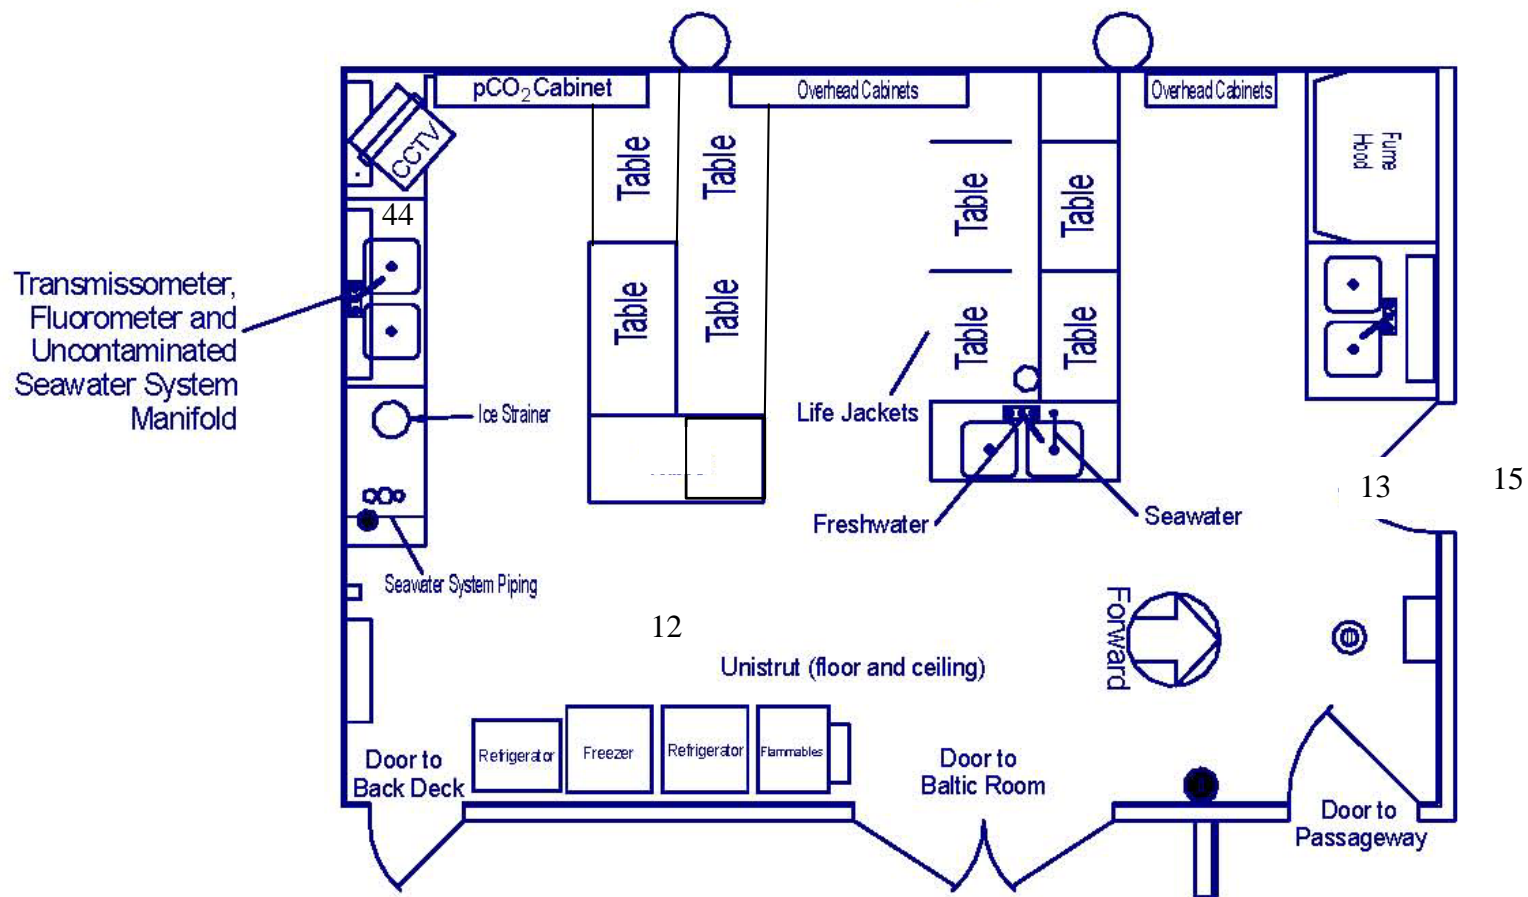 pCO₂ Cabinet
Overhead Cabinets
Overhead Cabinets
CCTV
Table
Table
Table
Table
Fume
Hood
44
Transmissometer,
Fluorometer and
Uncontaminated
Seawater System
Manifold
Table
Table
Table
Table
Ice Strainer
Life Jackets
13
15
Freshwater
Seawater
Seawater System Piping
12
Forward
Unistrut (floor and ceiling)
Door to
Back Deck
Refrigerator
Freezer
Refrigerator
Flammables
Door to
Baltic Room
Door to
Passageway